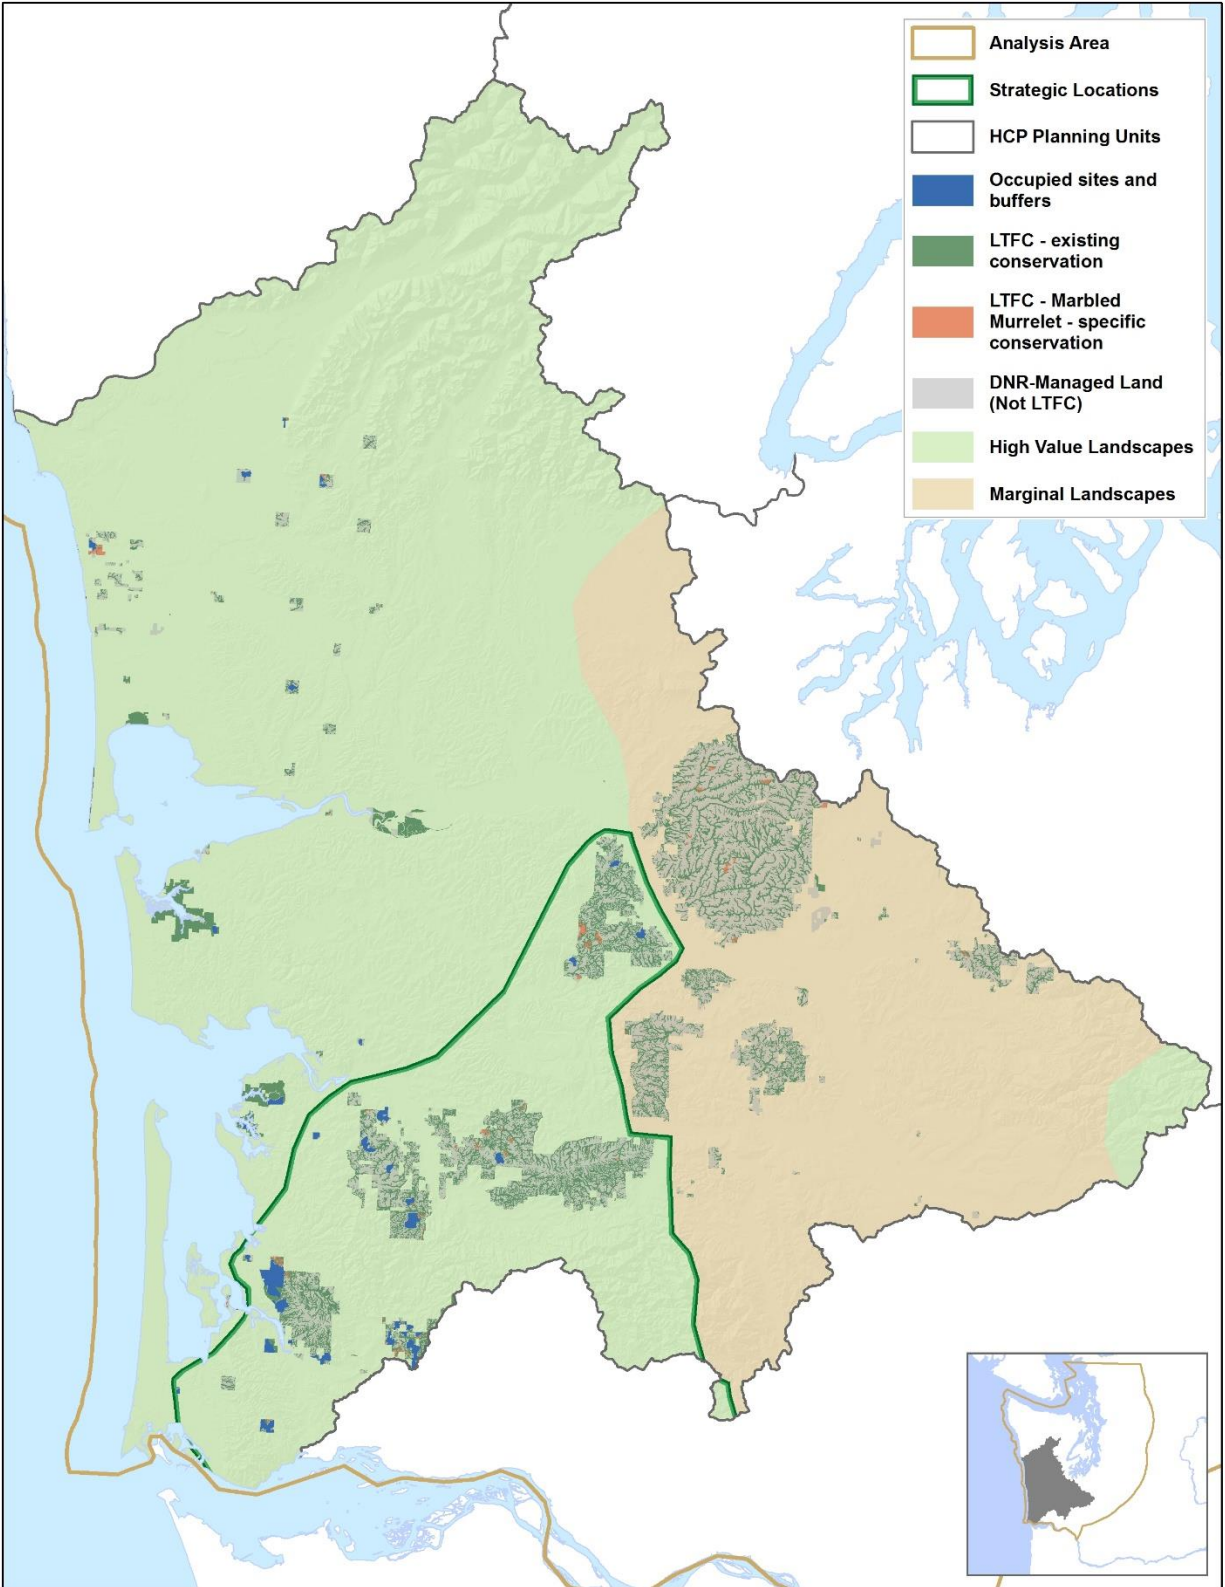 Analysis Area
Strategic Locations
HCP Planning Units
Occupied sites and
buffers
LTFC - existing
conservation
LTFC - Marbled
Murrelet - specific
conservation
DNR-Managed Land
(Not LTFC)
High Value Landscapes
Marginal Landscapes